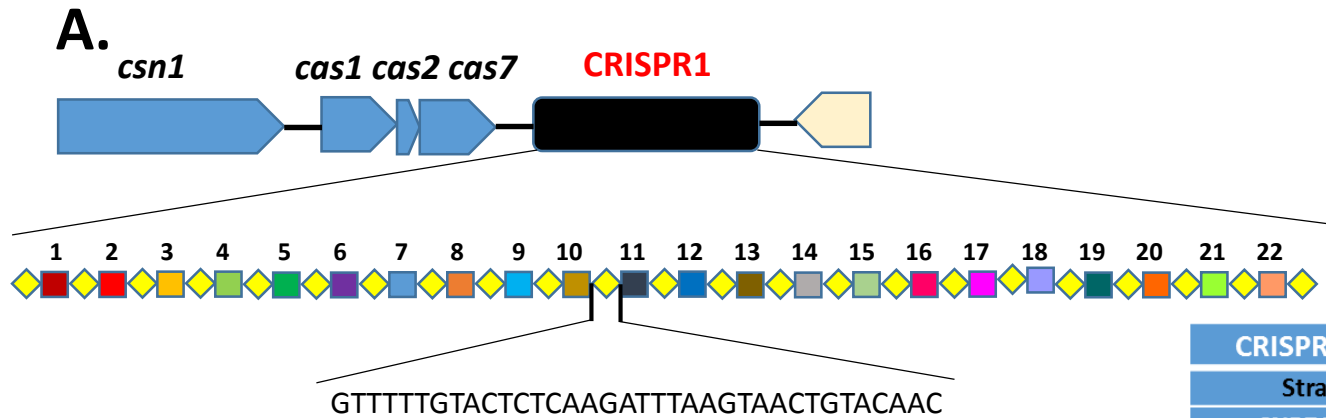 A.
csn1 cas1 cas2 cas7 CRISPR1
1 2 3 4 5 6 7 8 9 10 11 12 13 14 15 16 17 18 19 20 21 22
GTTTTTGTACTCTCAAGATTTAAGTAACTGTACAAC
CRISPR
Stra